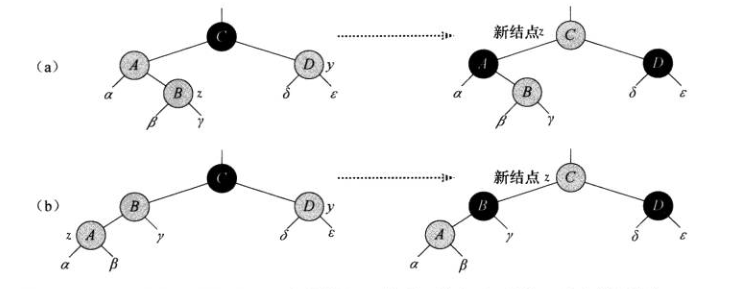 C 新结点z C
(a) A D y A D
α B z δ ε α B δ ε
β γ β γ
C 新结点 z C
(b) B D y B D
z A γ δ ε A γ δ ε
α β α β